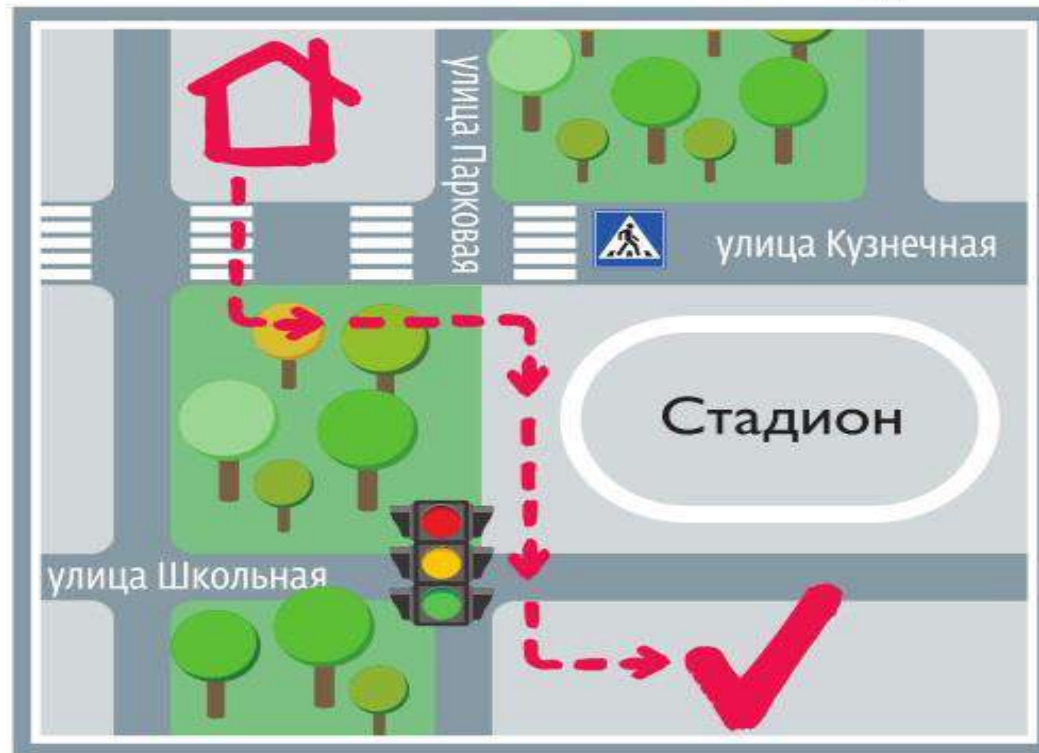 улица Парковая
улица Кузнечная
Стадион
улица Школьная